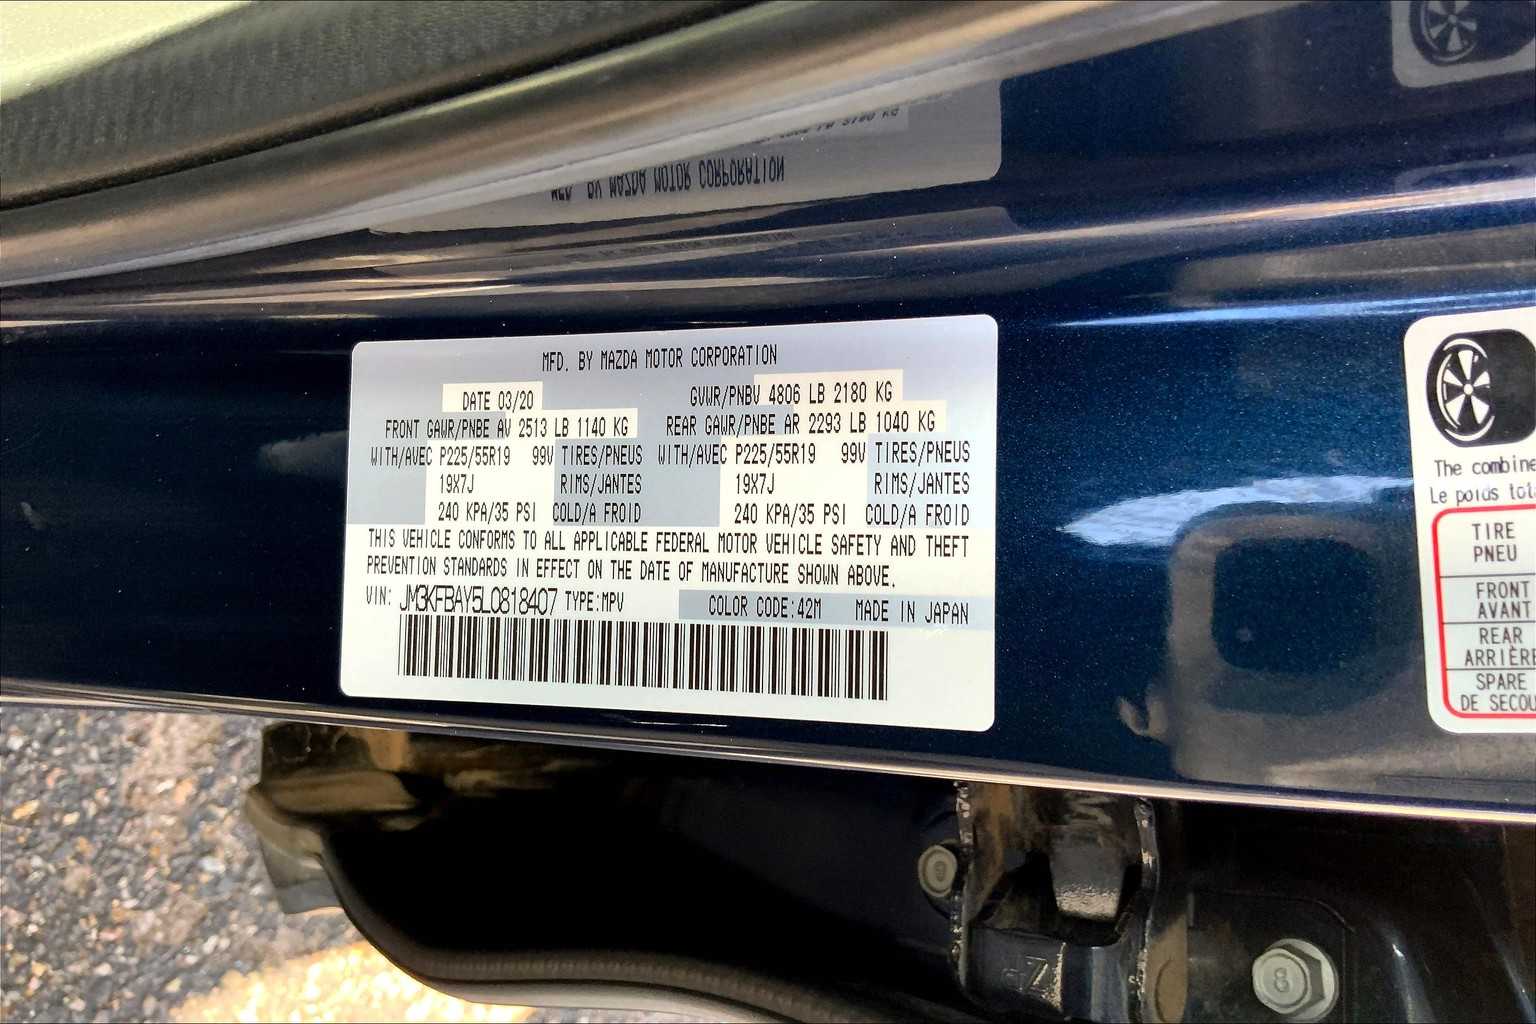 MFD. BY MAZDA MOTOR CORPORATION
MFD. BY MAZDA MOTOR CORPORATION
DATE 03/20 GVWR/PNBV 4806 LB 2180 KG
FRONT GAWR/PNBE AV 2513 LB 1140 KG REAR GAWR/PNBE AR 2293 LB 1040 KG
WITH/AVEC P225/55R19 99V TIRES/PNEUS WITH/AVEC P225/55R19 99V TIRES/PNEUS
19X7J RIMS/JANTES 19X7J RIMS/JANTES
240 KPA/35 PSI COLD/A FROID 240 KPA/35 PSI COLD/A FROID
THIS VEHICLE CONFORMS TO ALL APPLICABLE FEDERAL MOTOR VEHICLE SAFETY AND THEFT
PREVENTION STANDARDS IN EFFECT ON THE DATE OF MANUFACTURE SHOWN ABOVE.
VIN: JM3KFBAY5L0818407 TYPE:MPV COLOR CODE:42M MADE IN JAPAN
The
Le poids
TIRE
PNEU
FRONT
AVANT
REAR
ARRIÈRE
SPARE
DE
8